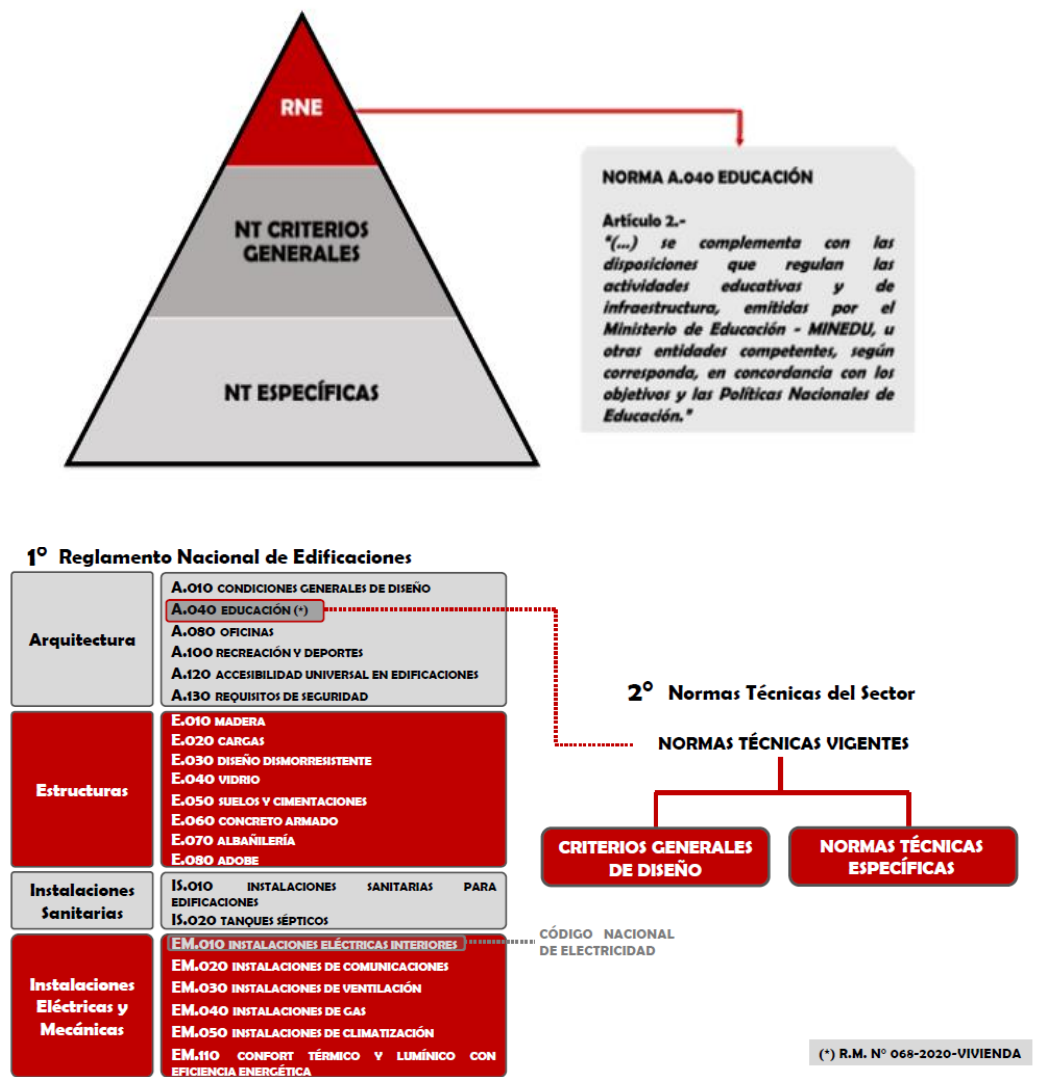 RNE
NT CRITERIOS
GENERALES
NT ESPECÍFICAS
NORMA A.040 EDUCACIÓN
Artículo 2.-
"(...) se complementa con las
disposiciones que regulan las
actividades educativas y de
infraestructura, emitidas por el
Ministerio de Educación - MINEDU, u
otras entidades competentes, según
corresponda, en concordancia con los
objetivos y las Políticas Nacionales de
Educación."
1° Reglamento Nacional de Edificaciones
Arquitectura
A.010 CONDICIONES GENERALES DE DISEÑO
A.040 EDUCACIÓN (*)
A.080 OFICINAS
A.100 RECREACIÓN Y DEPORTES
A.120 ACCESIBILIDAD UNIVERSAL EN EDIFICACIONES
A.130 REQUISITOS DE SEGURIDAD
Estructuras
E.010 MADERA
E.020 CARGAS
E.030 DISEÑO DISMORRESISTENTE
E.040 VIDRIO
E.050 SUELOS Y CIMENTACIONES
E.060 CONCRETO ARMADO
E.070 ALBAÑILERÍA
E.080 ADOBE
Instalaciones
Sanitarias
IS.010 INSTALACIONES SANITARIAS PARA
EDIFICACIONES
IS.020 TANQUES SÉPTICOS
Instalaciones
Eléctricas y
Mecánicas
EM.010 INSTALACIONES ELÉCTRICAS INTERIORES
EM.020 INSTALACIONES DE COMUNICACIONES
EM.030 INSTALACIONES DE VENTILACIÓN
EM.040 INSTALACIONES DE GAS
EM.050 INSTALACIONES DE CLIMATIZACIÓN
EM.110 CONFORT TÉRMICO Y LUMÍNICO CON
EFICIENCIA ENERGÉTICA
CÓDIGO NACIONAL
DE ELECTRICIDAD
2° Normas Técnicas del Sector
NORMAS TÉCNICAS VIGENTES
CRITERIOS GENERALES
DE DISEÑO
NORMAS TÉCNICAS
ESPECÍFICAS
(*) R.M. N° 068-2020-VIVIENDA